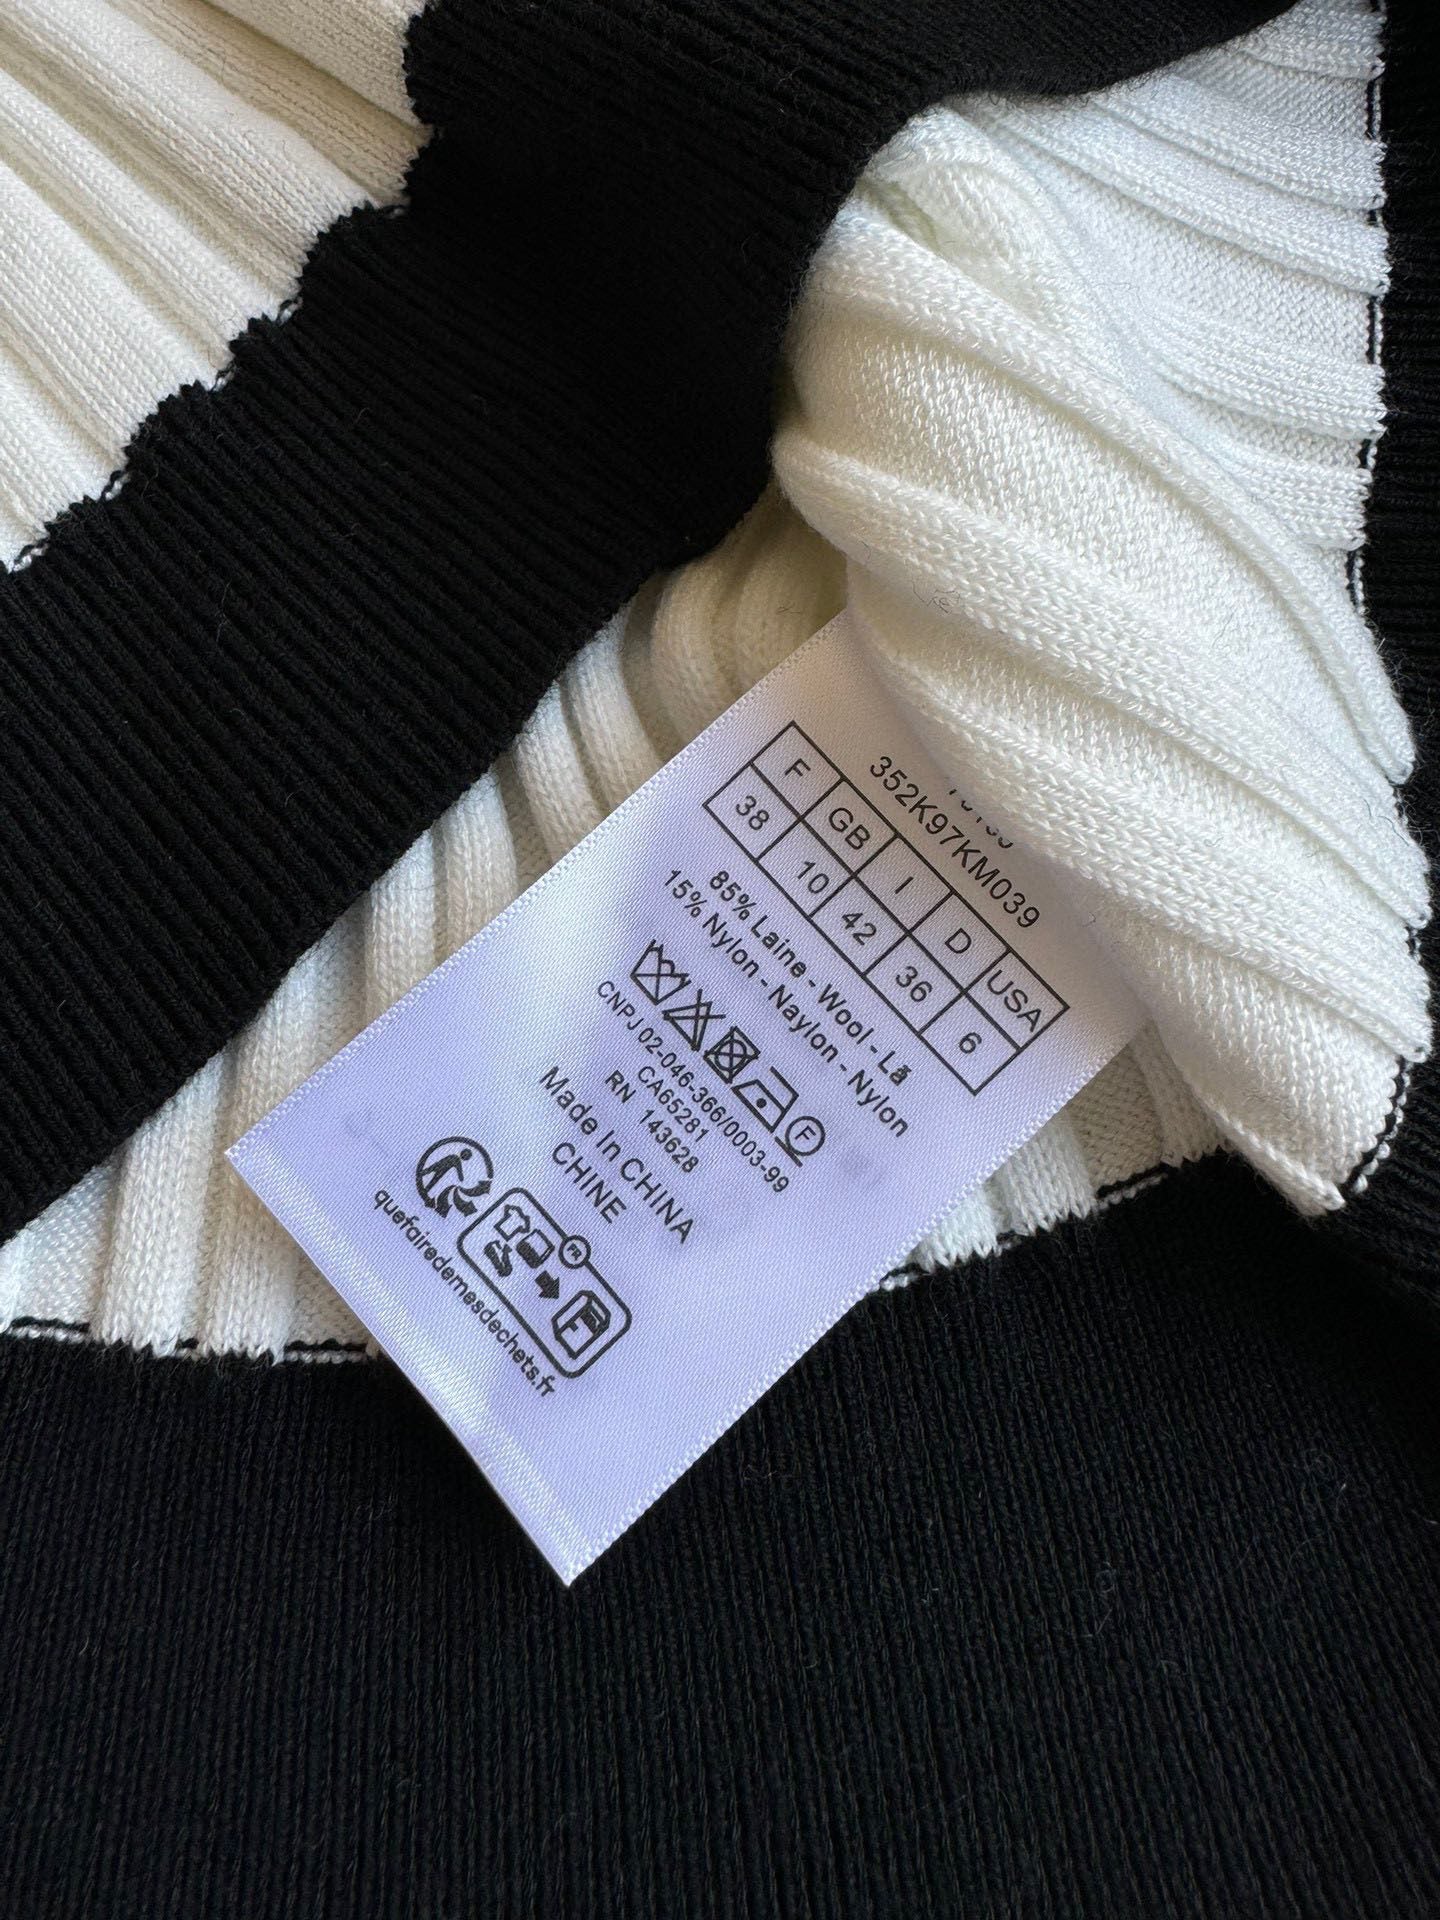 352K97KM039
F GB I D USA
38 10 42 36 6
85% Laine - Wool - Lã
15% Nylon - Naylon - Nylon
F
CNPJ 02-046-366/0003-99
CA65281
RN 143628
Made In CHINA
CHINE
FR
F
quefairedemesdechets.fr